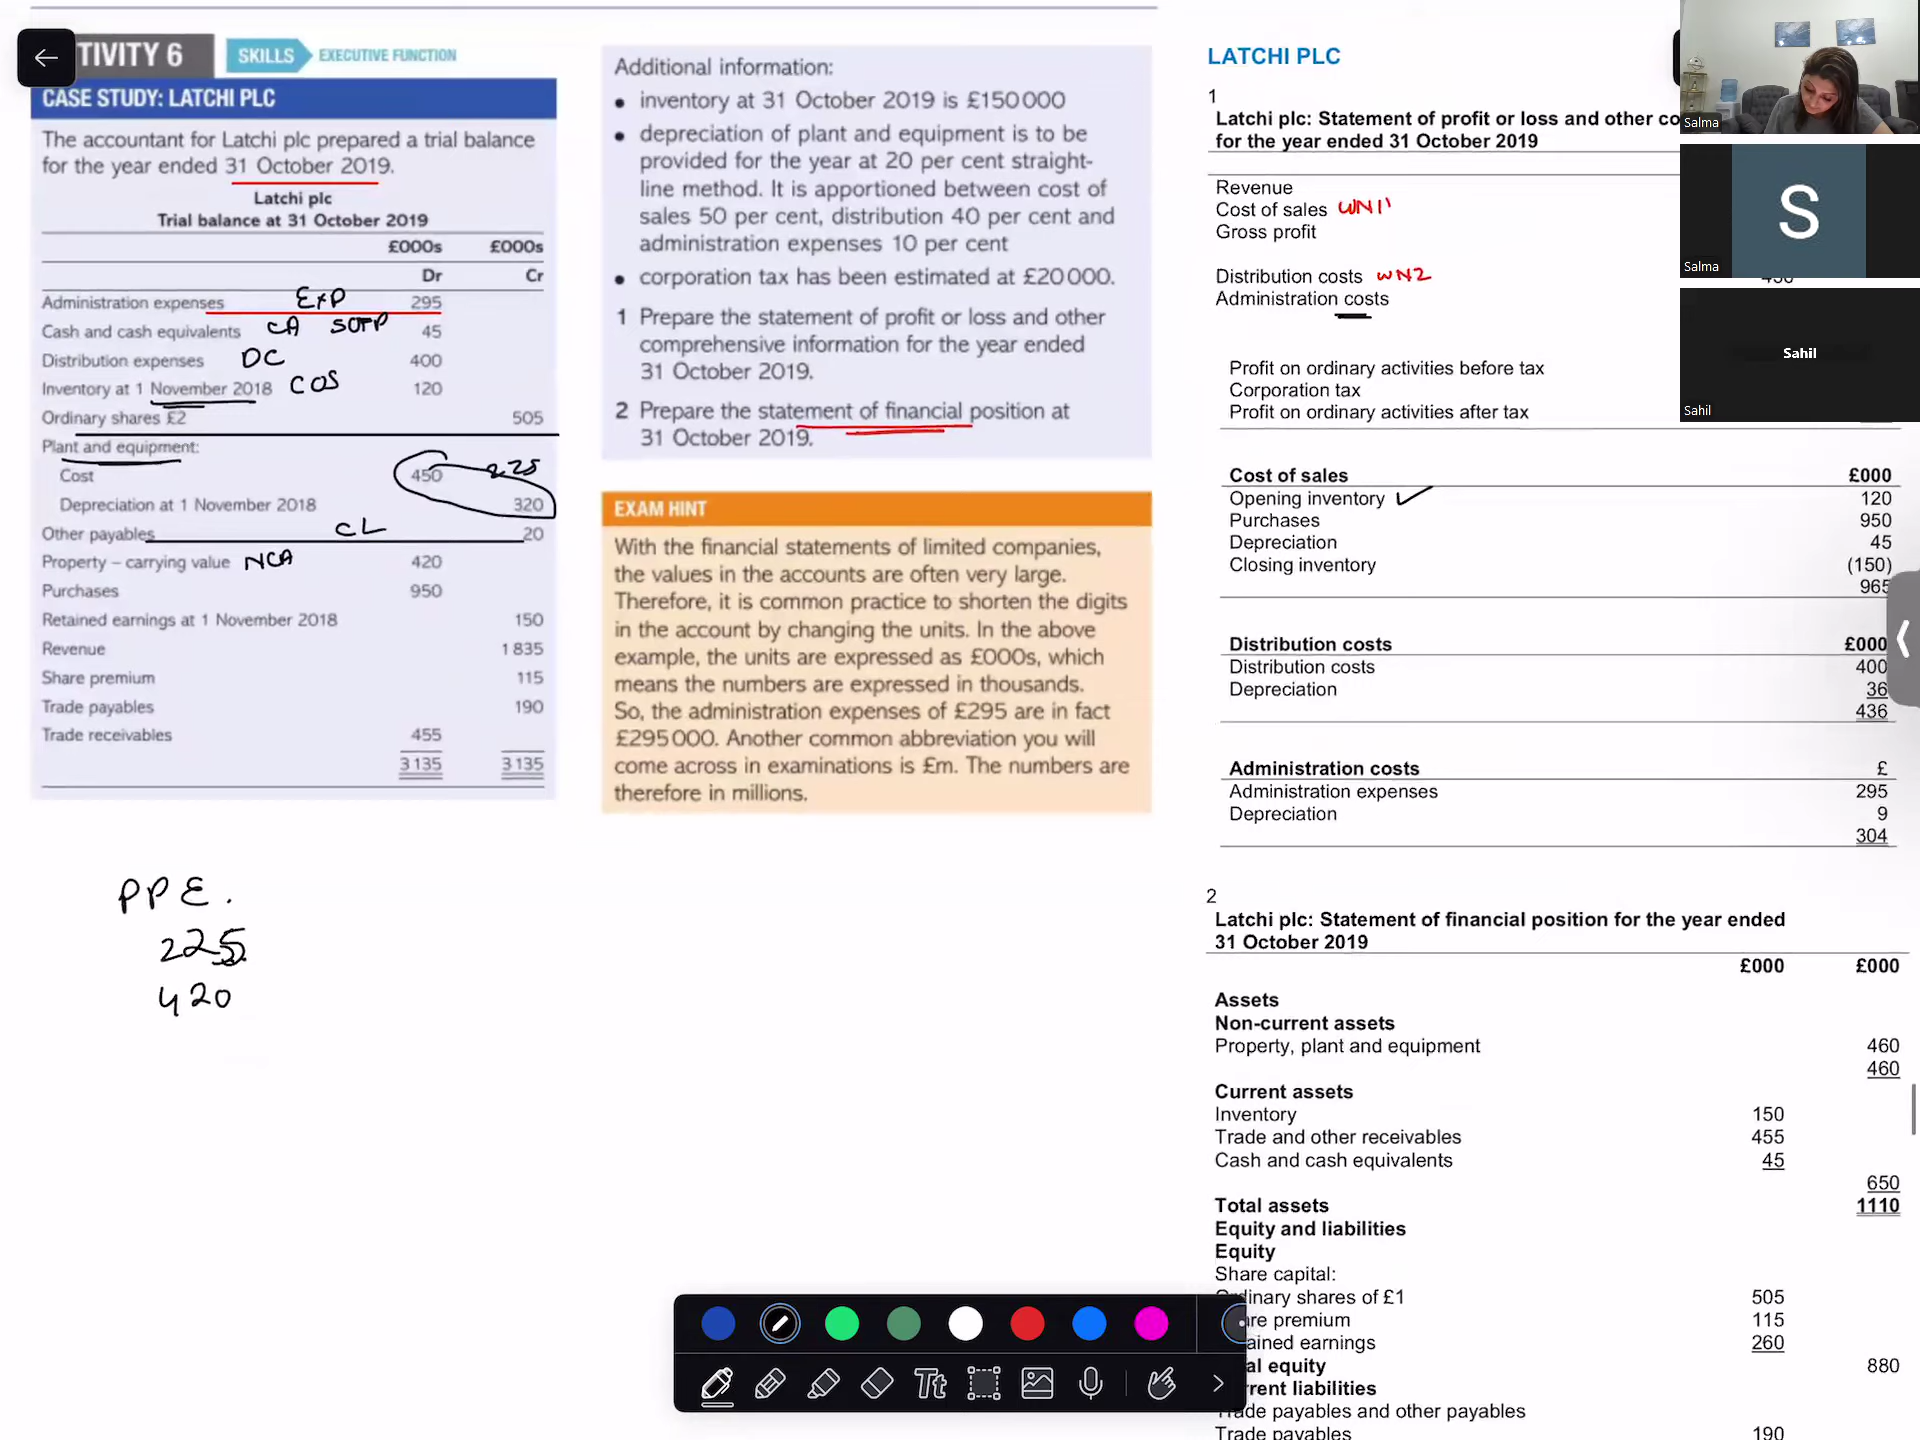 TIVITY 6
SKILLS
EXECUTIVE FUNCTION
CASE STUDY: LATCHI PLC
The accountant for Latchi plc prepared a trial balance
for the year ended 31 October 2019.
Latchi plc
Trial balance at 31 October 2019
£000s £000s
Dr Cr
Administration expenses EXP 295
Cash and cash equivalents CA SOFP 45
Distribution expenses DC 400
Inventory at 1 November 2018 COS 120
Ordinary shares £2 505
Plant and equipment:
Cost 450 225
Depreciation at 1 November 2018 320
Other payables CL 20
Property – carrying value NCA 420
Purchases 950
Retained earnings at 1 November 2018 150
Revenue 1835
Share premium 115
Trade payables 190
Trade receivables 455
3135 3135
PPE.
225
420
Additional information:
• inventory at 31 October 2019 is £150000
• depreciation of plant and equipment is to be
provided for the year at 20 per cent straight-
line method. It is apportioned between cost of
sales 50 per cent, distribution 40 per cent and
administration expenses 10 per cent
• corporation tax has been estimated at £20000.
1 Prepare the statement of profit or loss and other
comprehensive information for the year ended
31 October 2019.
2 Prepare the statement of financial position at
31 October 2019.
EXAM HINT
With the financial statements of limited companies,
the values in the accounts are often very large.
Therefore, it is common practice to shorten the digits
in the account by changing the units. In the above
example, the units are expressed as £000s, which
means the numbers are expressed in thousands.
So, the administration expenses of £295 are in fact
£295000. Another common abbreviation you will
come across in examinations is £m. The numbers are
therefore in millions.
LATCHI PLC
1
Latchi plc: Statement of profit or loss and other co
for the year ended 31 October 2019
Revenue
Cost of sales WN1
Gross profit
Distribution costs WN2
Administration costs
Profit on ordinary activities before tax
Corporation tax
Profit on ordinary activities after tax
Cost of sales £000
Opening inventory 120
Purchases 950
Depreciation 45
Closing inventory (150)
965
Distribution costs £000
Distribution costs 400
Depreciation 36
436
Administration costs £
Administration expenses 295
Depreciation 9
304
2
Latchi plc: Statement of financial position for the year ended
31 October 2019
£000 £000
Assets
Non-current assets
Property, plant and equipment 460
460
Current assets
Inventory 150
Trade and other receivables 455
Cash and cash equivalents 45
650
Total assets 1110
Equity and liabilities
Equity
Share capital:
Ordinary shares of £1 505
are premium 115
ained earnings 260
al equity 880
rrent liabilities
Trade payables and other payables
Trade payables 190
Salma
S
Salma
Sahil
Sahil
Tt